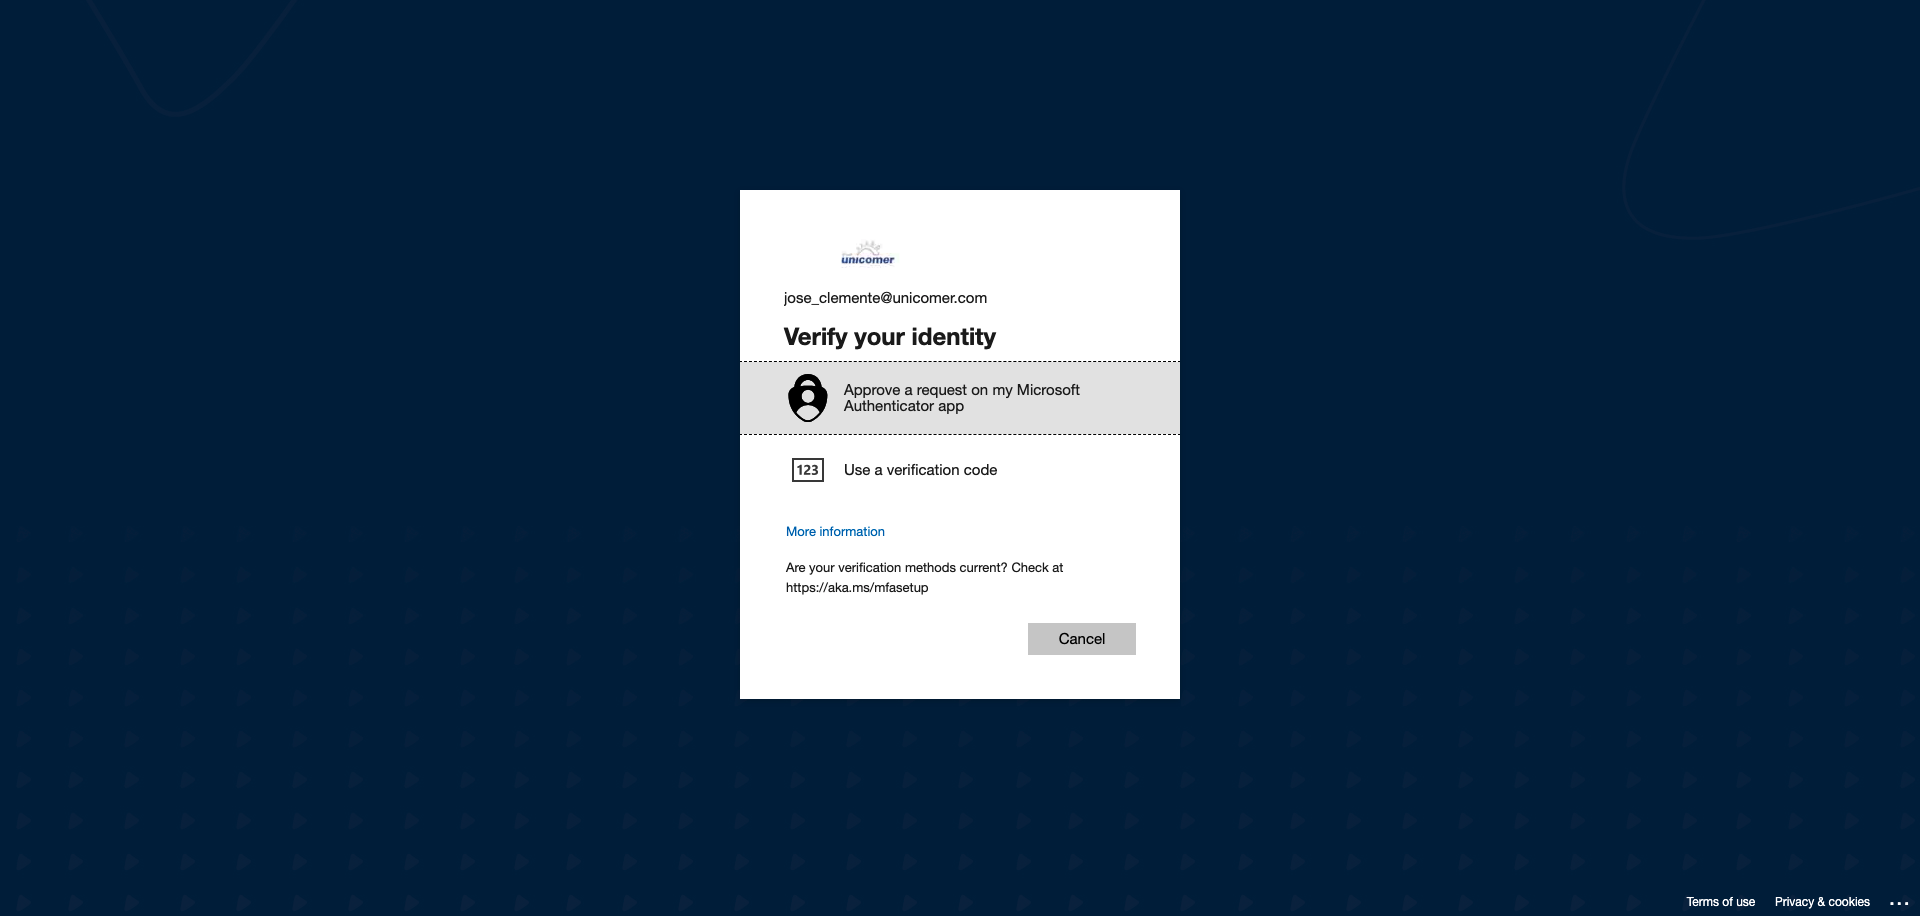 unicomer
jose_clemente@unicomer.com
Verify your identity
Approve a request on my Microsoft
Authenticator app
123
Use a verification code
More information
Are your verification methods current? Check at
https://aka.ms/mfasetup
Cancel
Terms of use
Privacy & cookies
...